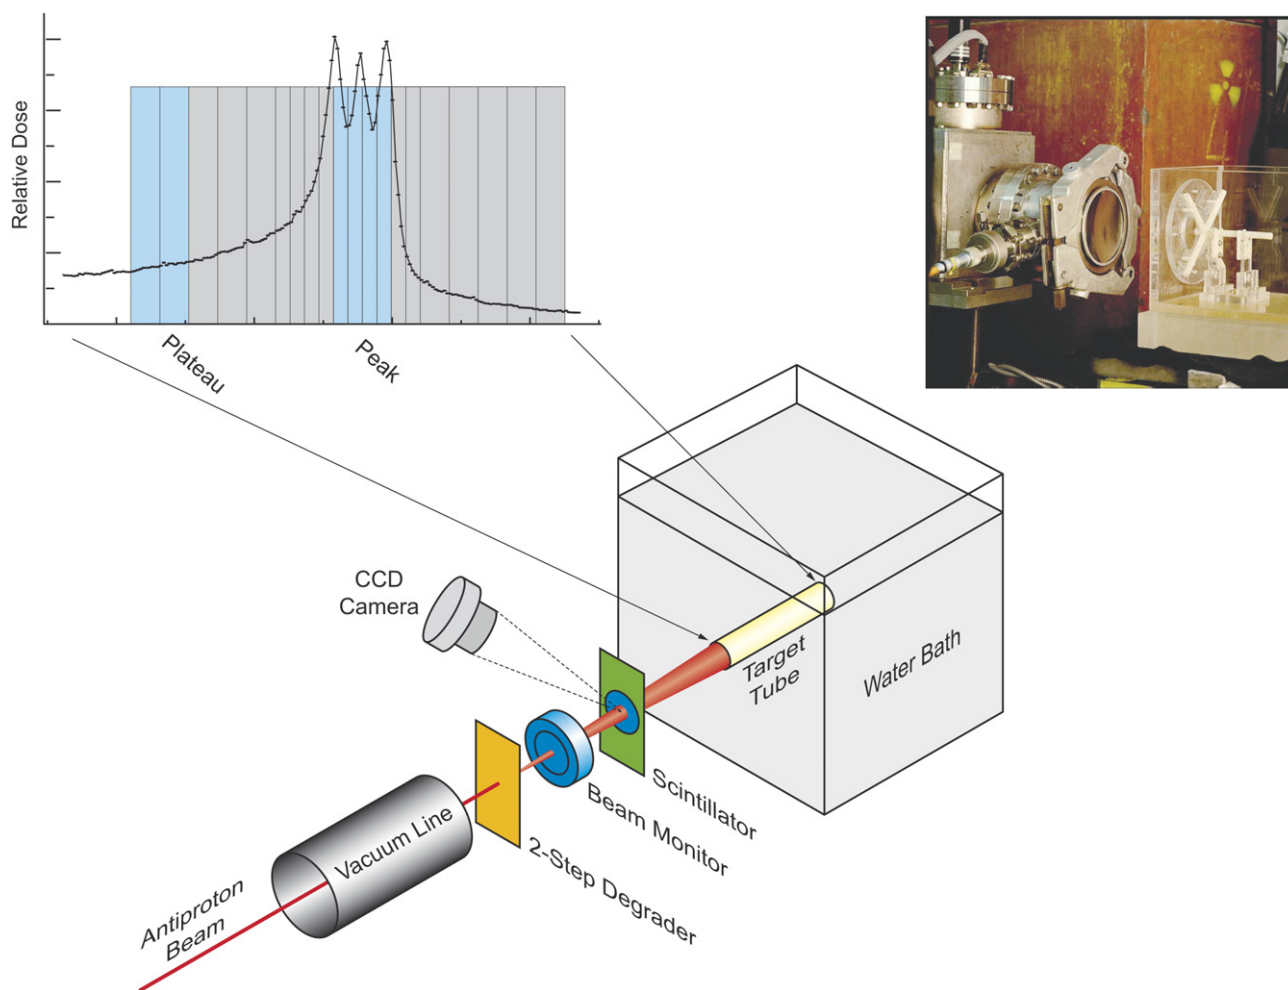 Relative Dose
Plateau
Peak
CCD
Camera
Target
Tube
Water Bath
Scintillator
Beam Monitor
2-Step Degrader
Vacuum Line
Antiproton
Beam